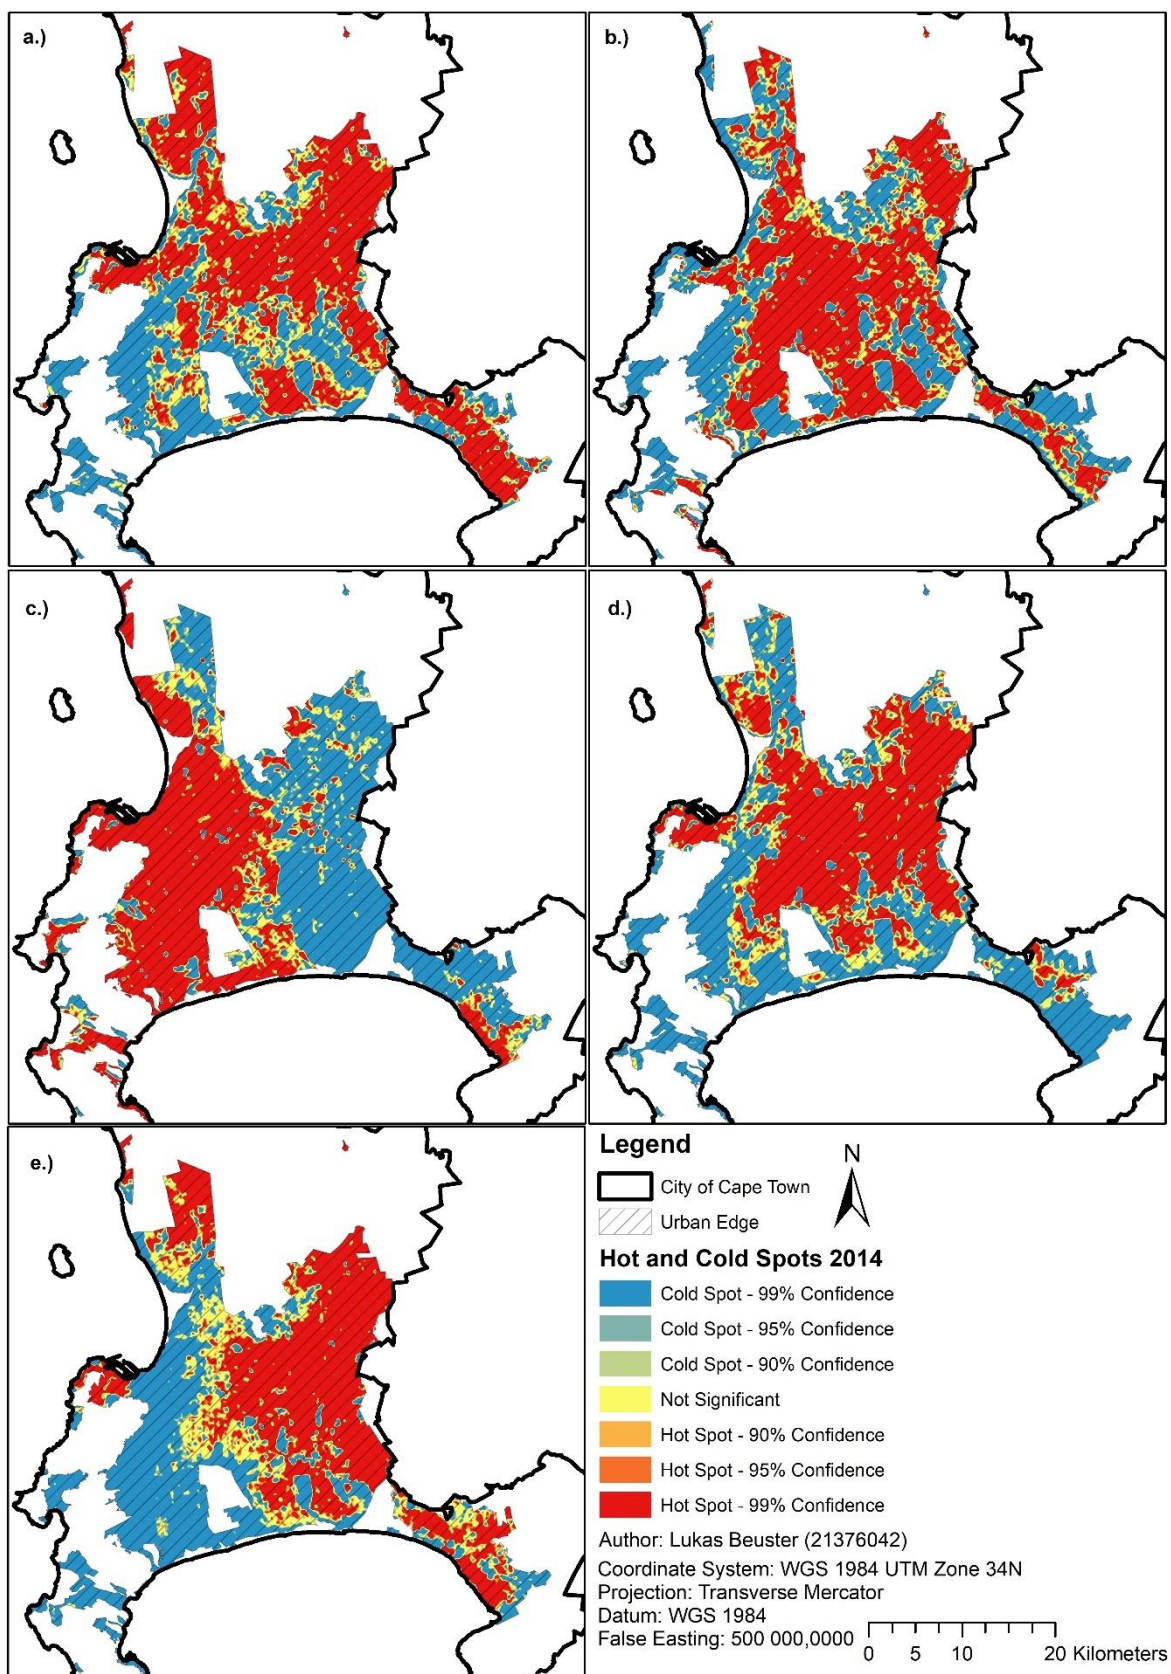 a.)
b.)
c.)
d.)
e.)
Legend
City of Cape Town
Urban Edge
N
Hot and Cold Spots 2014
Cold Spot - 99% Confidence
Cold Spot - 95% Confidence
Cold Spot - 90% Confidence
Not Significant
Hot Spot - 90% Confidence
Hot Spot - 95% Confidence
Hot Spot - 99% Confidence
Author: Lukas Beuster (21376042)
Coordinate System: WGS 1984 UTM Zone 34N
Projection: Transverse Mercator
Datum: WGS 1984
False Easting: 500 000,0000
0 5 10 20 Kilometers